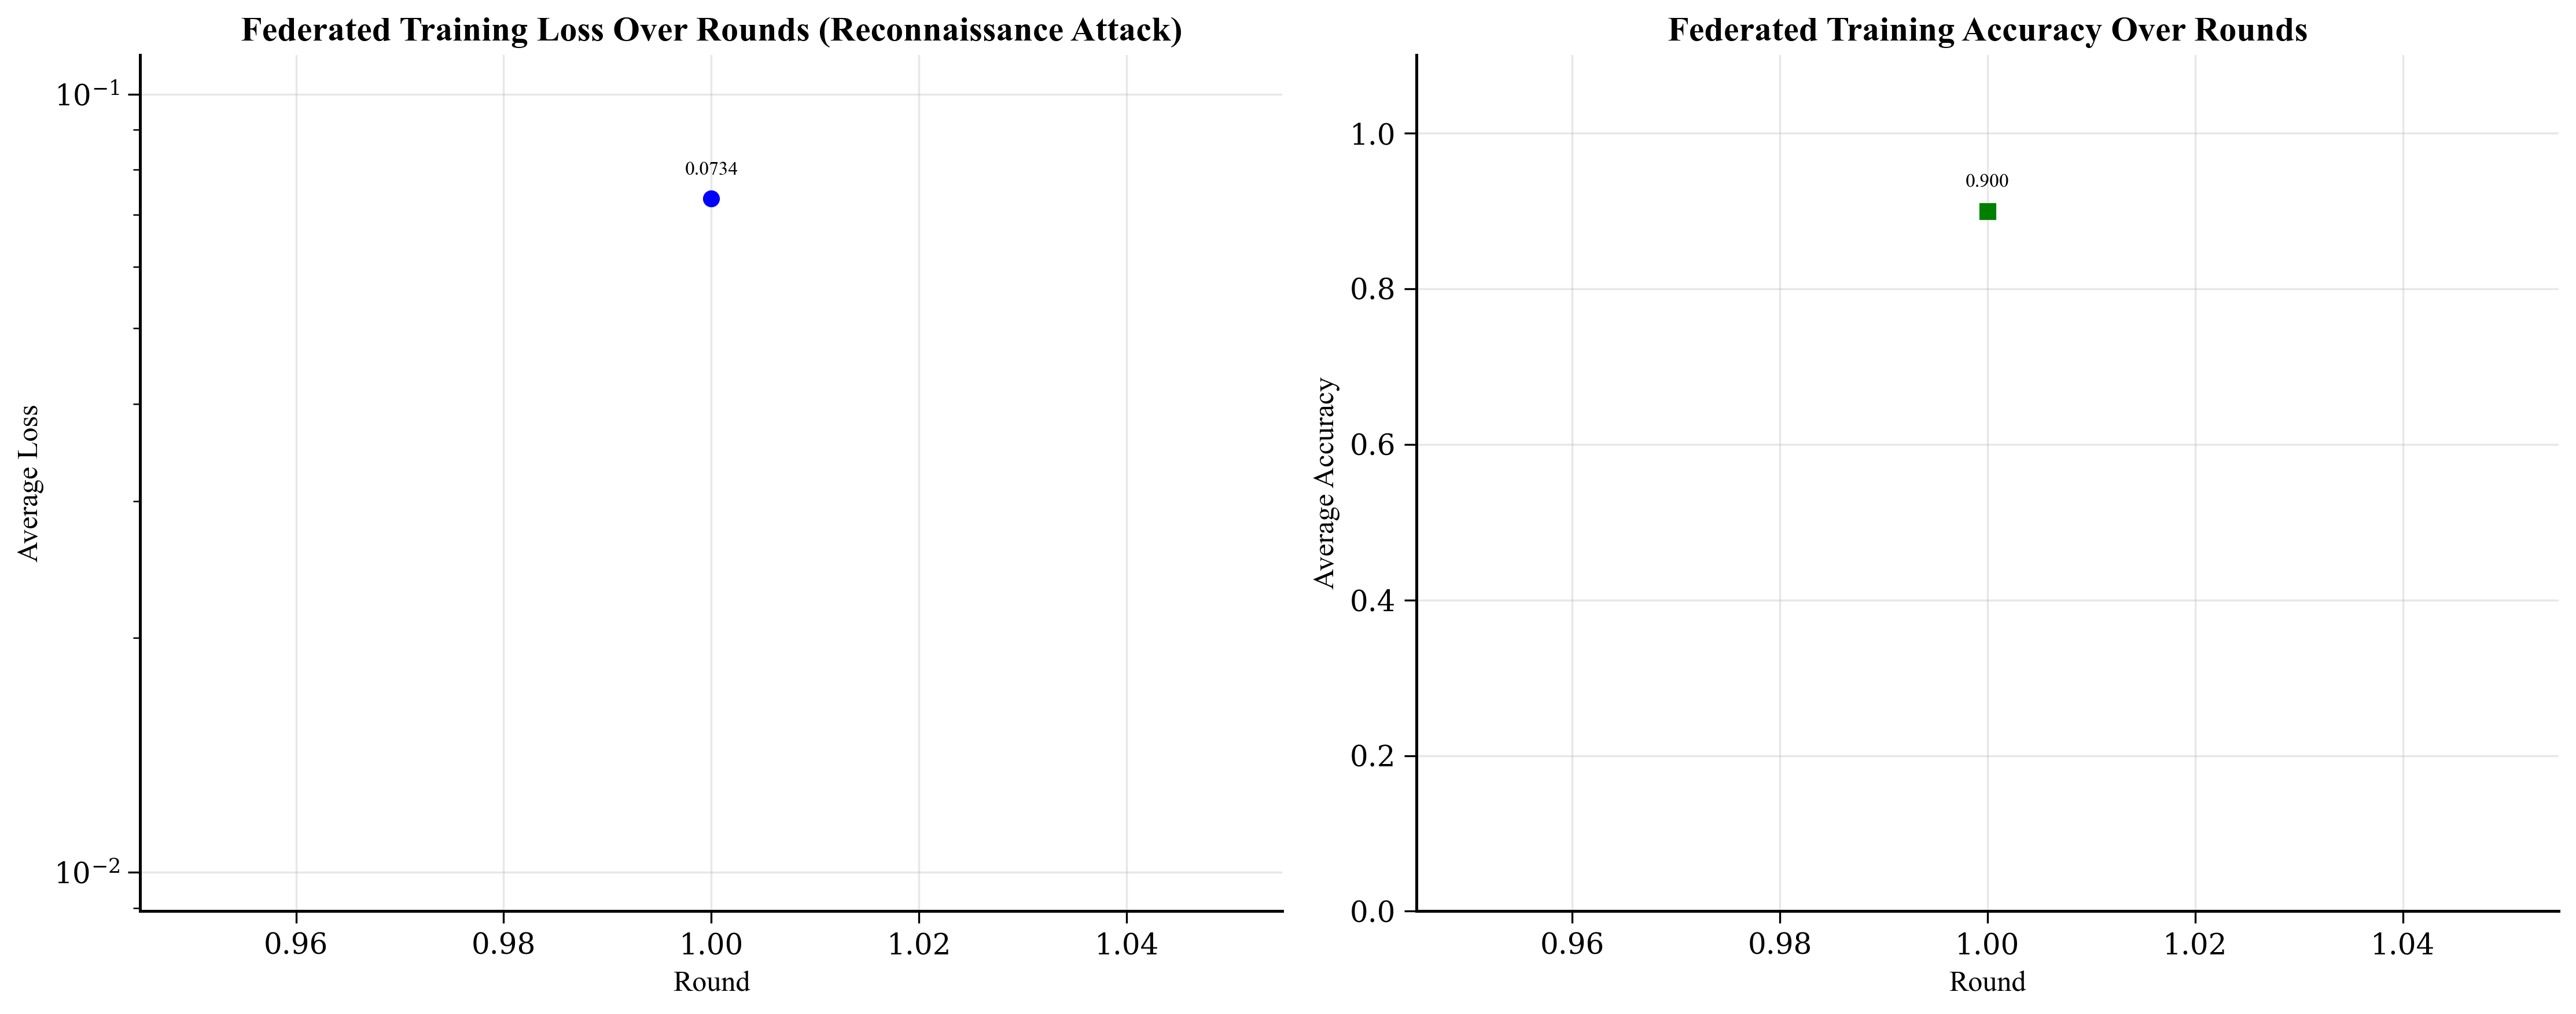 Federated Training Loss Over Rounds (Reconnaissance Attack)
10⁻¹
0.0734
Average Loss
10⁻²
0.96 0.98 1.00 1.02 1.04
Round
Federated Training Accuracy Over Rounds
1.0
0.900
0.8
0.6
Average Accuracy
0.4
0.2
0.0
0.96 0.98 1.00 1.02 1.04
Round